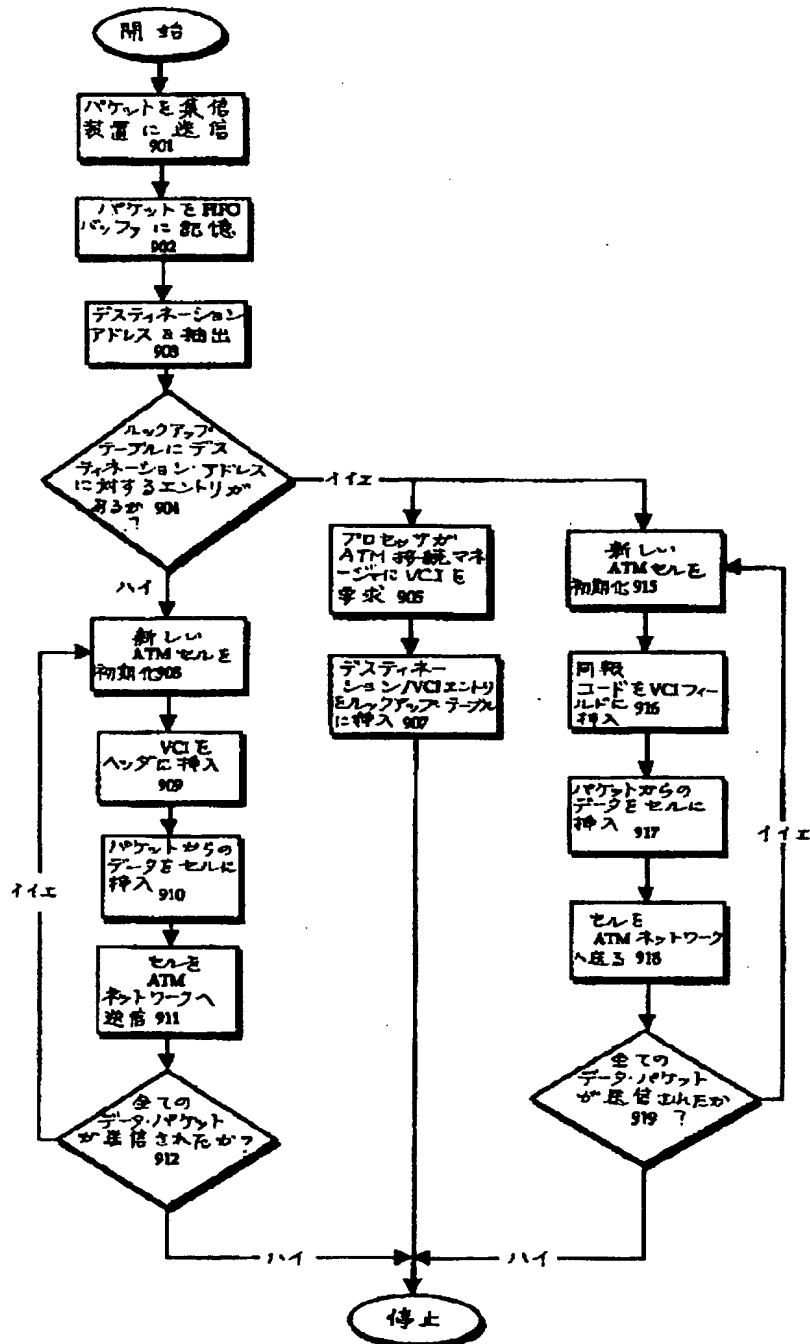 開始
パケットを集信
装置に送信
901
パケットをFIFO
バッファに記憶
902
デスティネーション
アドレスを抽出
903
ルックアップ
テーブルにデス
ティネーション・アドレス
に対するエントリが
あるか 904
?
イイエ
ハイ
プロセッサが
ATM 接続マネ
ージャにVCIを
要求 905
デスティネー
ション/VCIエントリ
をルックアップ・テーブル
に挿入 907
新しい
ATMセルを
初期化 908
VCIを
ヘッダに挿入
909
パケットからの
データをセルに
挿入 910
セルを
ATM
ネットワークへ
送信 911
全ての
データ・パケット
が送信されたか?
912
イイエ
ハイ
新しい
ATMセルを
初期化 915
同報
コードをVCIフィ
ールドに 916
挿入
パケットからの
データをセルに
挿入 917
セルを
ATMネットワーク
へ送る 918
全ての
データ・パケット
が送信されたか
919 ?
イイエ
ハイ
停止